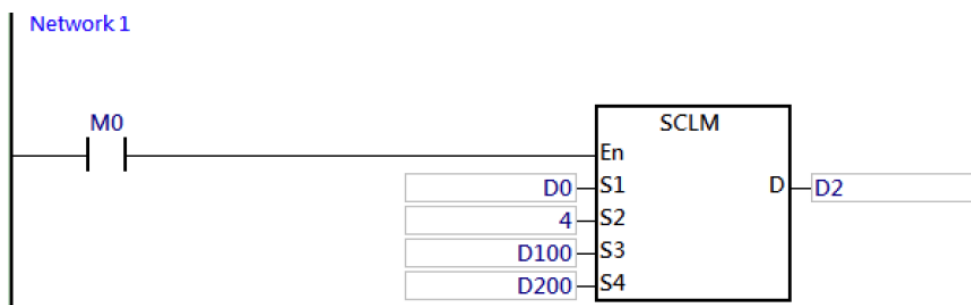 Network 1
M0
SCLM
En
D0 S1 D D2
4 S2
D100 S3
D200 S4